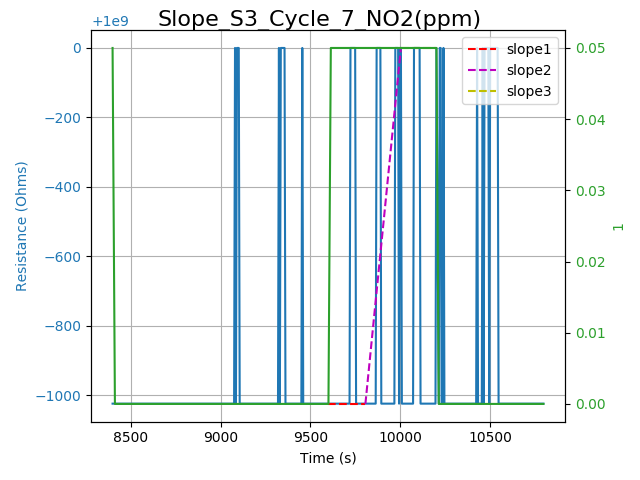 Slope_S3_Cycle_7_NO2(ppm)
+1e9
0
−200
−400
−600
−800
−1000
Resistance (Ohms)
8500
9000
9500
10000
10500
Time (s)
0.05
0.04
0.03
0.02
0.01
0.00
1
slope1
slope2
slope3